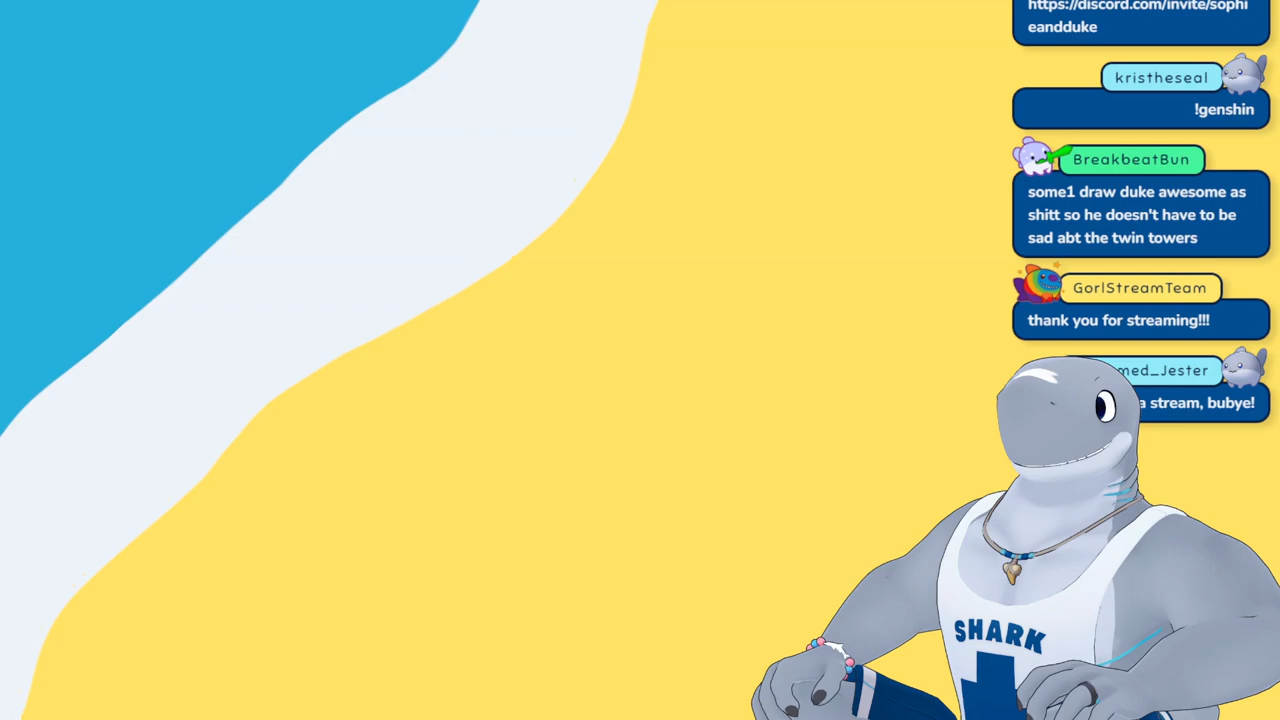 https://discord.com/invite/sophi
eandduke
kristheseal
!genshin
BreakbeatBun
some1 draw duke awesome as
shitt so he doesn't have to be
sad abt the twin towers
GorlStreamTeam
thank you for streaming!!!
med_Jester
a stream, bubye!
SHARK